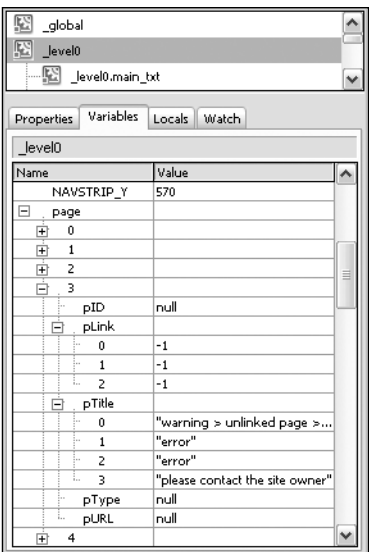 _global
_level0
_level0.main_txt
Properties Variables Locals Watch
_level0
Name Value
NAVSTRIP_Y 570
page
0
1
2
3
pID null
pLink
0 -1
1 -1
2 -1
pTitle
0 "warning > unlinked page >...
1 "error"
2 "error"
3 "please contact the site owner"
pType null
pURL null
4